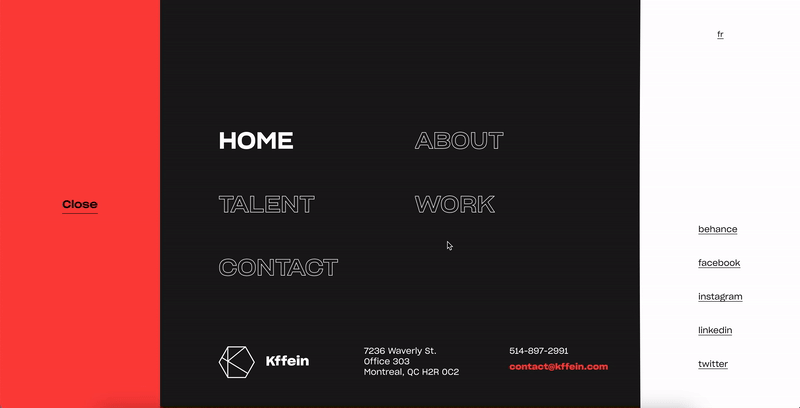 fr
HOME
ABOUT
Close
TALENT
WORK
CONTACT
behance
facebook
instagram
linkedin
twitter
Kffein
7236 Waverly St.
Office 303
Montreal, QC H2R 0C2
514-897-2991
contact@kffein.com